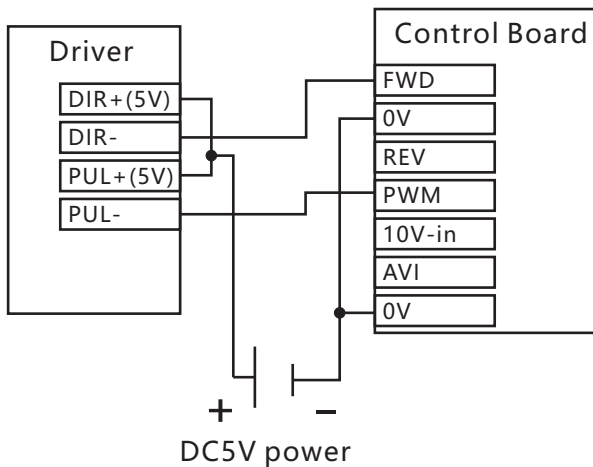 Driver
DIR+(5V)
DIR-
PUL+(5V)
PUL-
Control Board
FWD
0V
REV
PWM
10V-in
AVI
0V
+
−
DC5V power